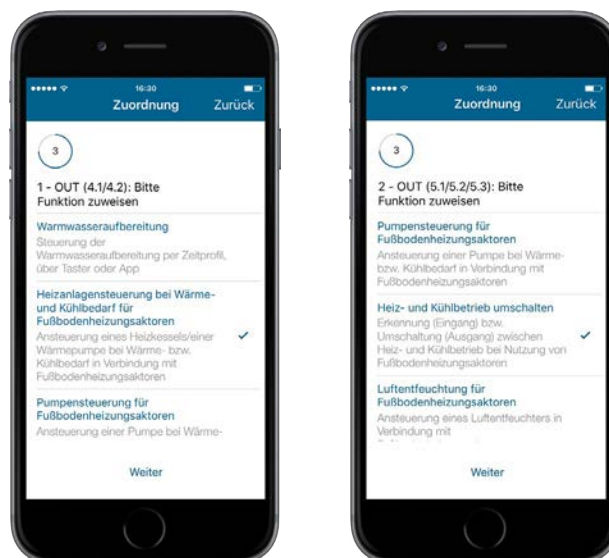 16:30
Zuordnung Zurück
3
1 - OUT (4.1/4.2): Bitte
Funktion zuweisen
Warmwasseraufbereitung
Steuerung der
Warmwasseraufbereitung per Zeitprofil,
über Taster oder App
Heizanlagensteuerung bei Wärme-
und Kühlbedarf für
Fußbodenheizungsaktoren
Ansteuerung eines Heizkessels/einer
Wärmepumpe bei Wärme- bzw.
Kühlbedarf in Verbindung mit
Fußbodenheizungsaktoren
Pumpensteuerung für
Fußbodenheizungsaktoren
Ansteuerung einer Pumpe bei Wärme-
Weiter
16:30
Zuordnung Zurück
3
2 - OUT (5.1/5.2/5.3): Bitte
Funktion zuweisen
Pumpensteuerung für
Fußbodenheizungsaktoren
Ansteuerung einer Pumpe bei Wärme-
bzw. Kühlbedarf in Verbindung mit
Fußbodenheizungsaktoren
Heiz- und Kühlbetrieb umschalten
Erkennung (Eingang) bzw.
Umschaltung (Ausgang) zwischen
Heiz- und Kühlbetrieb bei Nutzung von
Fußbodenheizungsaktoren
Luftentfeuchtung für
Fußbodenheizungsaktoren
Ansteuerung eines Luftentfeuchters in
Verbindung mit
Weiter